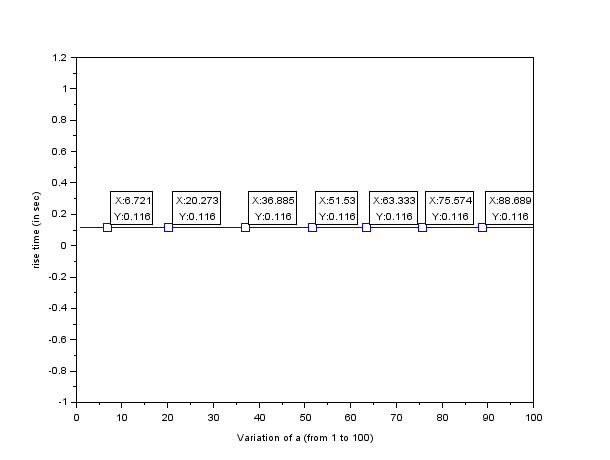 1.2
1
0.8
0.6
0.4
X:6.721 X:20.273 X:36.885 X:51.53 X:63.333 X:75.574 X:88.689
0.2
Y:0.116 Y:0.116 Y:0.116 Y:0.116 Y:0.116 Y:0.116 Y:0.116
rise time (in sec)
0
-0.2
-0.4
-0.6
-0.8
-1
0 10 20 30 40 50 60 70 80 90 100
Variation of a (from 1 to 100)